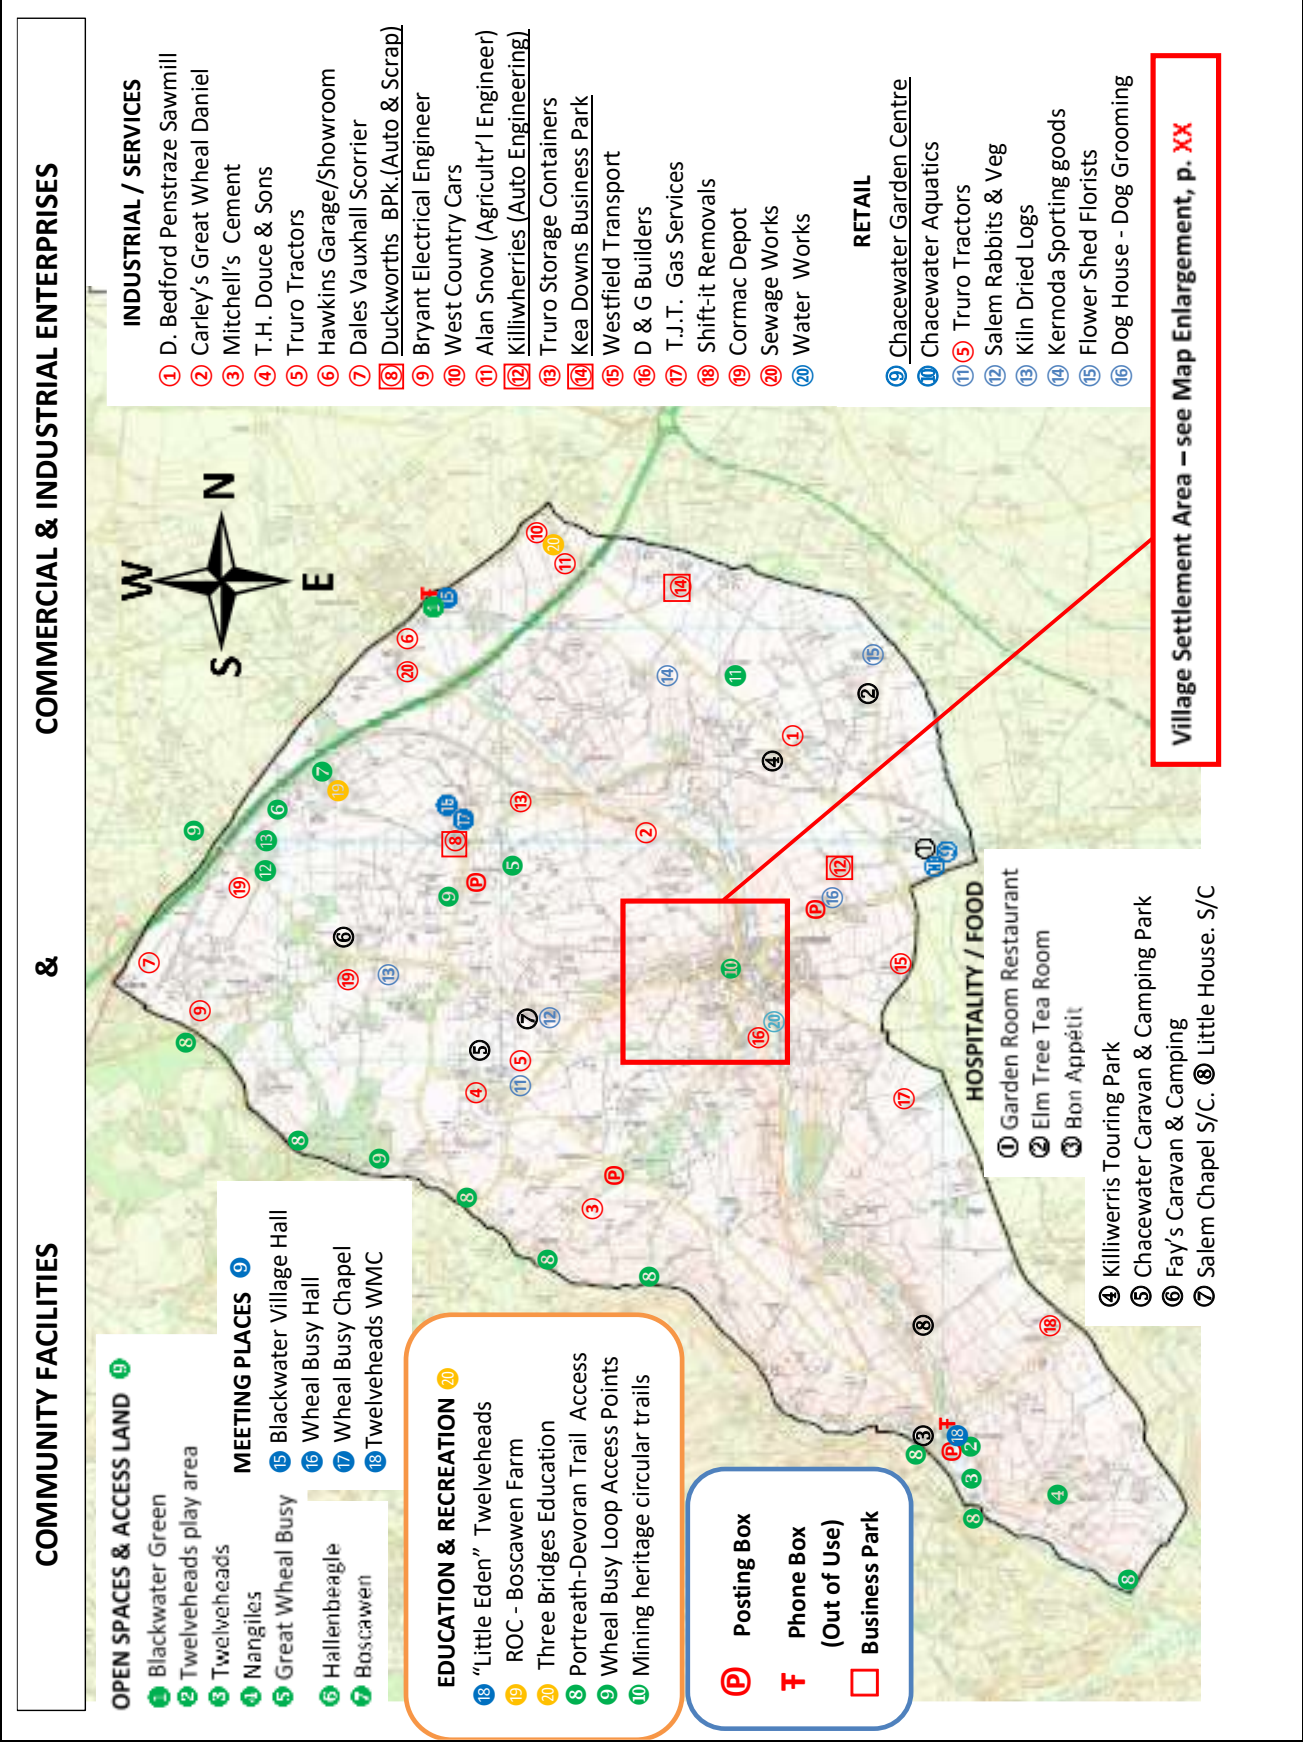 COMMUNITY FACILITIES & COMMERCIAL & INDUSTRIAL ENTERPRISES
OPEN SPACES & ACCESS LAND 9
1 Blackwater Green
2 Twelveheads play area
3 Twelveheads
4 Nangiles
5 Great Wheal Busy
6 Hallenbeagle
7 Boscawen
MEETING PLACES 9
15 Blackwater Village Hall
16 Wheal Busy Hall
17 Wheal Busy Chapel
18 Twelveheads WMC
EDUCATION & RECREATION 20
18 "Little Eden" Twelveheads
19 ROC - Boscawen Farm
20 Three Bridges Education
8 Portreath-Devoran Trail Access
9 Wheal Busy Loop Access Points
10 Mining heritage circular trails
P Posting Box
Ŧ Phone Box
(Out of Use)
Business Park
W
N
S
E
INDUSTRIAL / SERVICES
1 D. Bedford Penstraze Sawmill
2 Carley's Great Wheal Daniel
3 Mitchell's Cement
4 T.H. Douce & Sons
5 Truro Tractors
6 Hawkins Garage/Showroom
7 Dales Vauxhall Scorrier
8 Duckworths BPk.(Auto & Scrap)
9 Bryant Electrical Engineer
10 West Country Cars
11 Alan Snow (Agricultr'l Engineer)
12 Killiwherries (Auto Engineering)
13 Truro Storage Containers
14 Kea Downs Business Park
15 Westfield Transport
16 D & G Builders
17 T.J.T. Gas Services
18 Shift-it Removals
19 Cormac Depot
20 Sewage Works
20 Water Works
RETAIL
9 Chacewater Garden Centre
10 Chacewater Aquatics
11 5 Truro Tractors
12 Salem Rabbits & Veg
13 Kiln Dried Logs
14 Kernoda Sporting goods
15 Flower Shed Florists
16 Dog House - Dog Grooming
HOSPITALITY / FOOD
1 Garden Room Restaurant
2 Elm Tree Tea Room
3 Bon Appétit
4 Killiwerris Touring Park
5 Chacewater Caravan & Camping Park
6 Fay's Caravan & Camping
7 Salem Chapel S/C. 8 Little House. S/C
Village Settlement Area – see Map Enlargement, p. XX